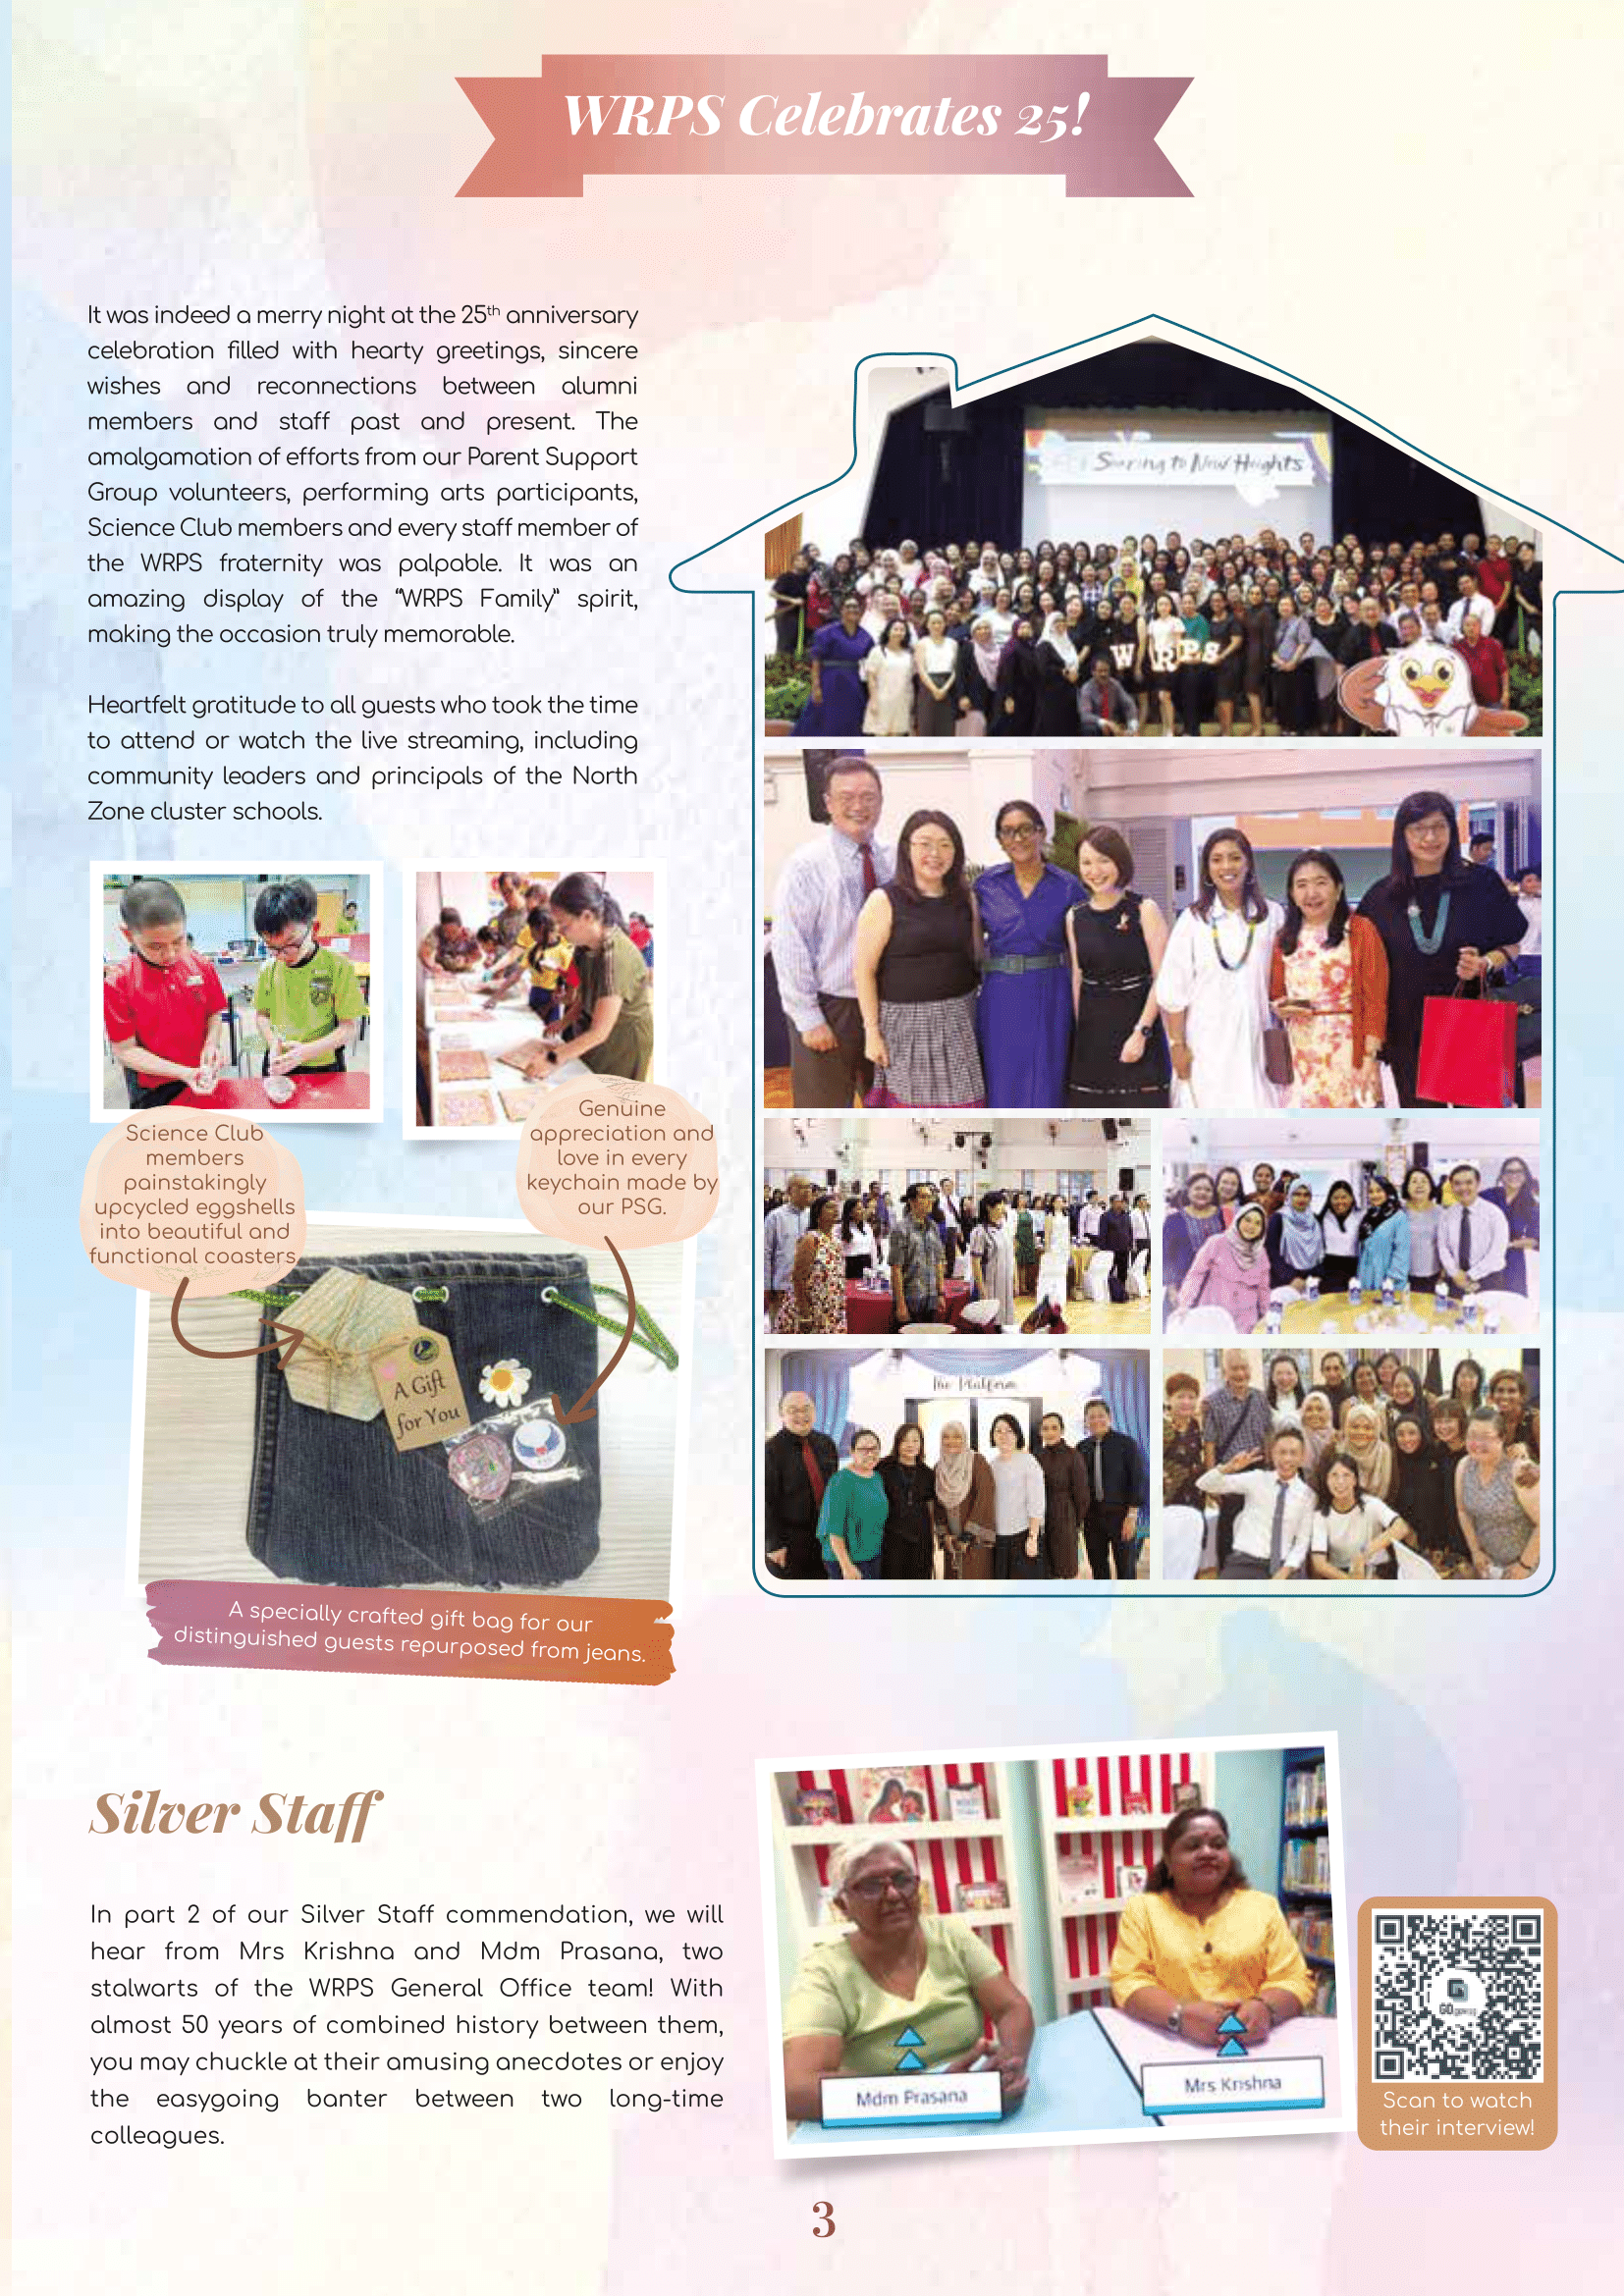 WRPS Celebrates 25!
It was indeed a merry night at the 25th anniversary
celebration filled with hearty greetings, sincere
wishes and reconnections between alumni
members and staff past and present. The
amalgamation of efforts from our Parent Support
Group volunteers, performing arts participants,
Science Club members and every staff member of
the WRPS fraternity was palpable. It was an
amazing display of the “WRPS Family” spirit,
making the occasion truly memorable.
Heartfelt gratitude to all guests who took the time
to attend or watch the live streaming, including
community leaders and principals of the North
Zone cluster schools.
Soaring to New Heights
WRPS
Science Club
members
painstakingly
upcycled eggshells
into beautiful and
functional coasters
Genuine
appreciation and
love in every
keychain made by
our PSG.
A Gift
for You
A specially crafted gift bag for our
distinguished guests repurposed from jeans.
The Platform
Silver Staff
In part 2 of our Silver Staff commendation, we will
hear from Mrs Krishna and Mdm Prasana, two
stalwarts of the WRPS General Office team! With
almost 50 years of combined history between them,
you may chuckle at their amusing anecdotes or enjoy
the easygoing banter between two long-time
colleagues.
Mdm Prasana
Mrs Krishna
GO.gov.sg
Scan to watch
their interview!
3